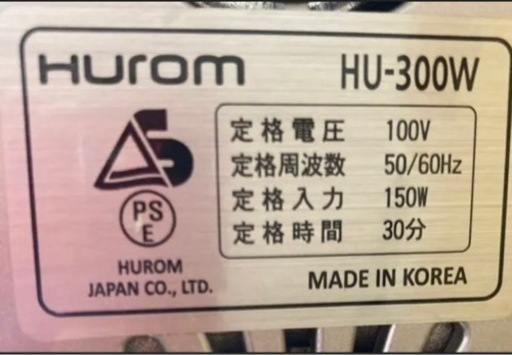 Hurom HU-300W
定格電圧 100V
定格周波数 50/60Hz
定格入力 150W
定格時間 30分
S
PS
E
HUROM
JAPAN CO., LTD.
MADE IN KOREA